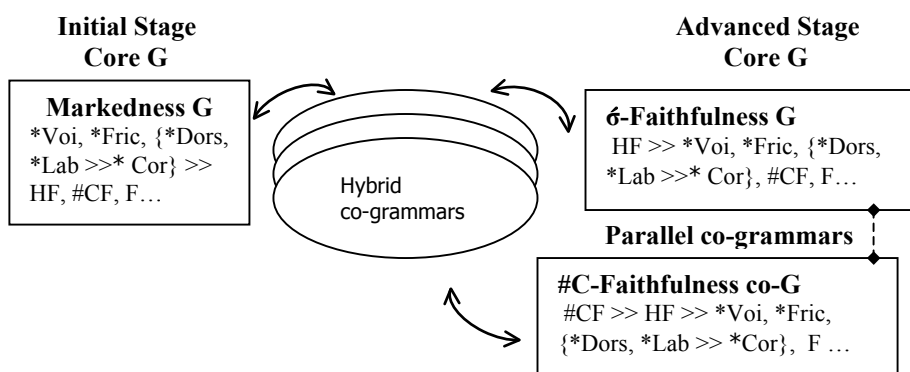 Initial Stage
Core G
Markedness G
*Voi, *Fric, {*Dors,
*Lab >>* Cor} >>
HF, #CF, F…
Hybrid
co-grammars
Advanced Stage
Core G
σ́-Faithfulness G
HF >> *Voi, *Fric, {*Dors,
*Lab >>* Cor}, #CF, F…
Parallel co-grammars
#C-Faithfulness co-G
#CF >> HF >> *Voi, *Fric,
{*Dors, *Lab >> *Cor}, F …